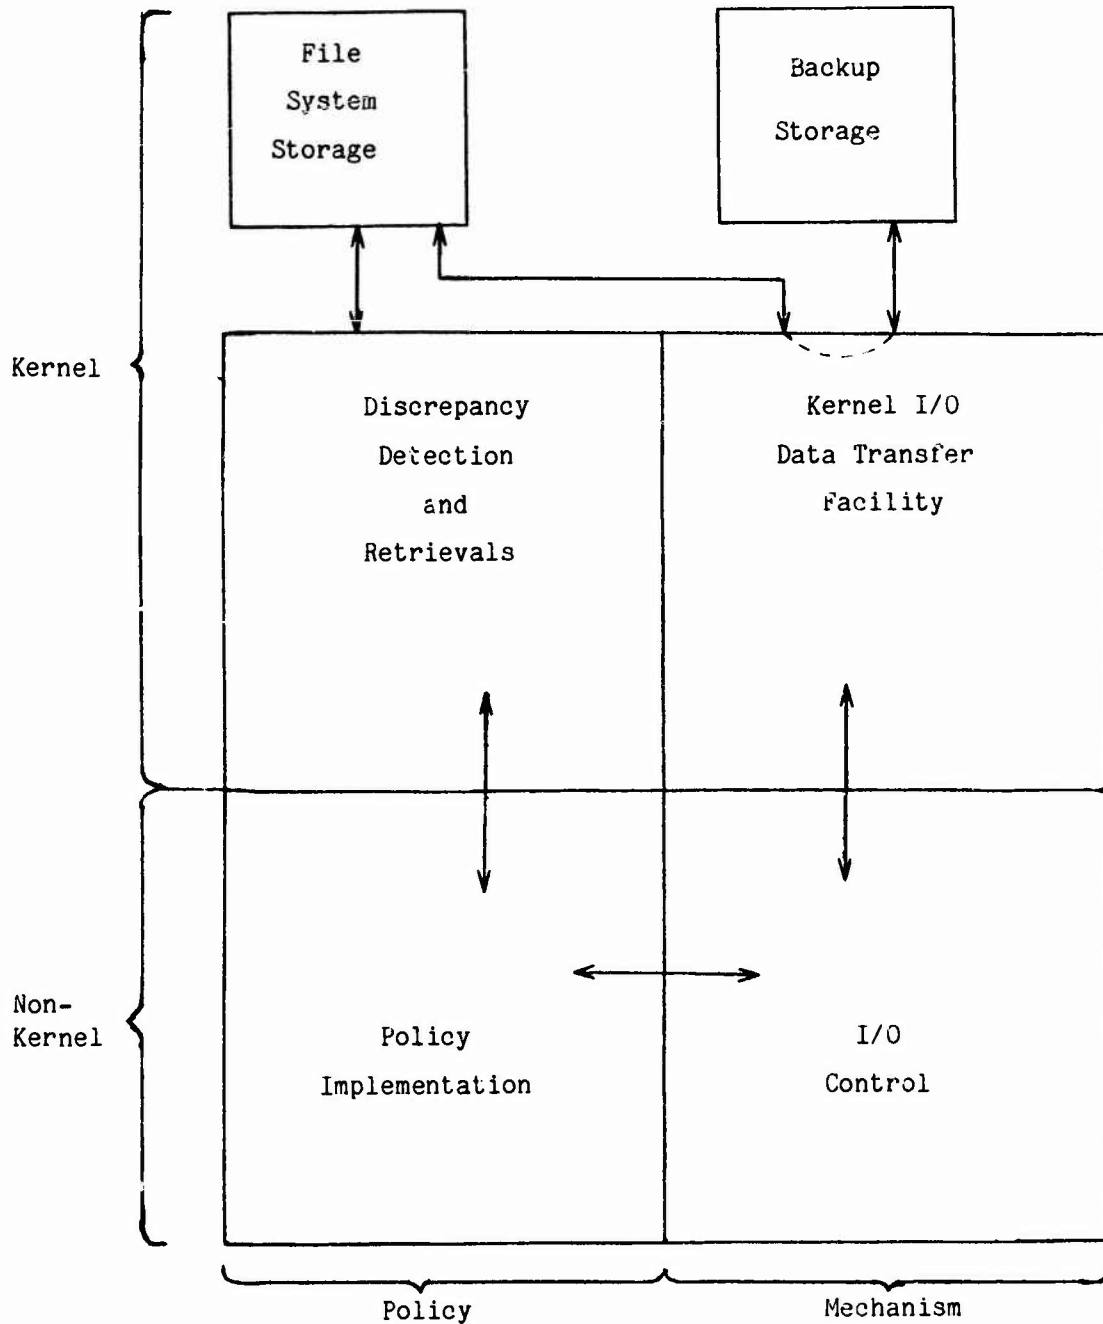 File
System
Storage
Backup
Storage
Kernel
Discrepancy
Detection
and
Retrievals
Kernel I/O
Data Transfer
Facility
Non-
Kernel
Policy
Implementation
I/O
Control
Policy
Mechanism